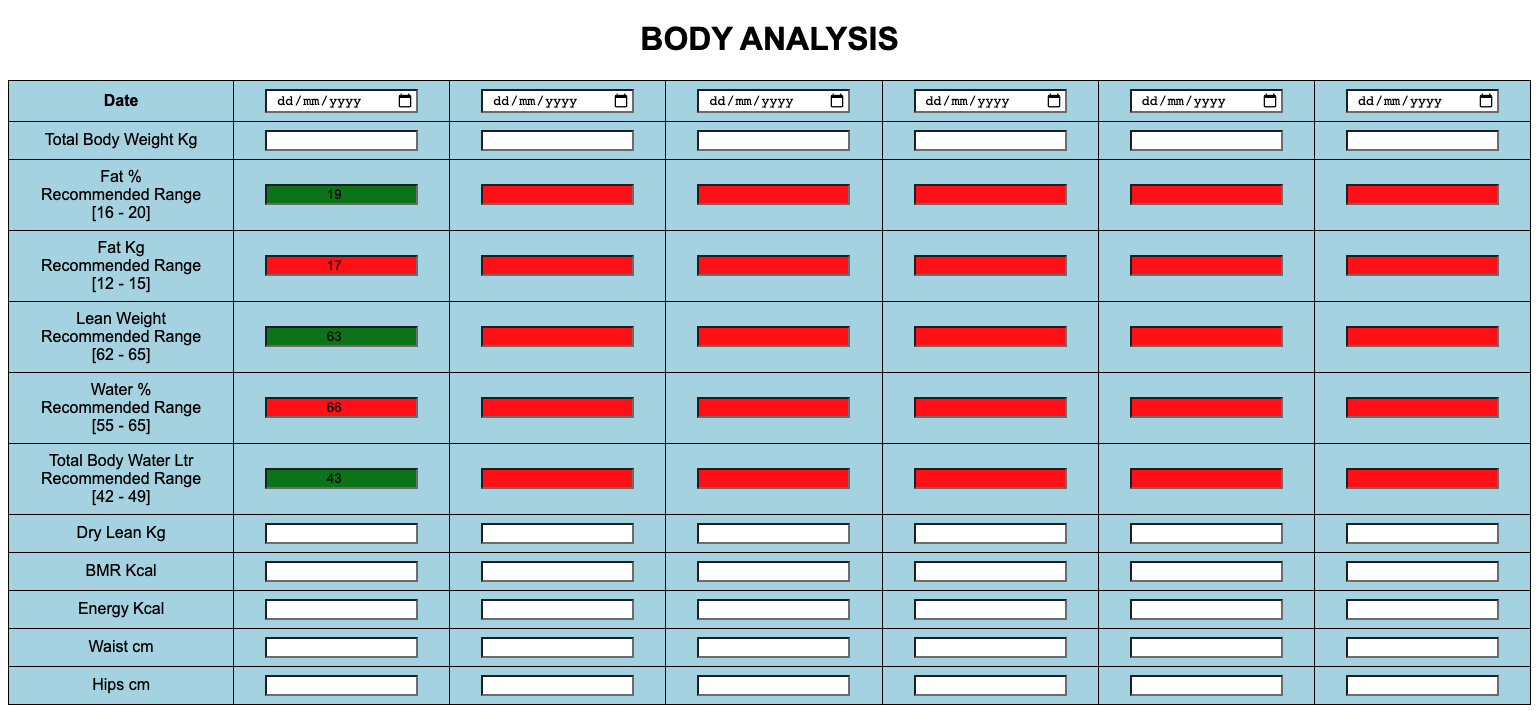 BODY ANALYSIS
Date dd/mm/yyyy dd/mm/yyyy dd/mm/yyyy dd/mm/yyyy dd/mm/yyyy dd/mm/yyyy
Total Body Weight Kg
Fat %
Recommended Range
[16 - 20]
19
Fat Kg
Recommended Range
[12 - 15]
17
Lean Weight
Recommended Range
[62 - 65]
63
Water %
Recommended Range
[55 - 65]
66
Total Body Water Ltr
Recommended Range
[42 - 49]
43
Dry Lean Kg
BMR Kcal
Energy Kcal
Waist cm
Hips cm